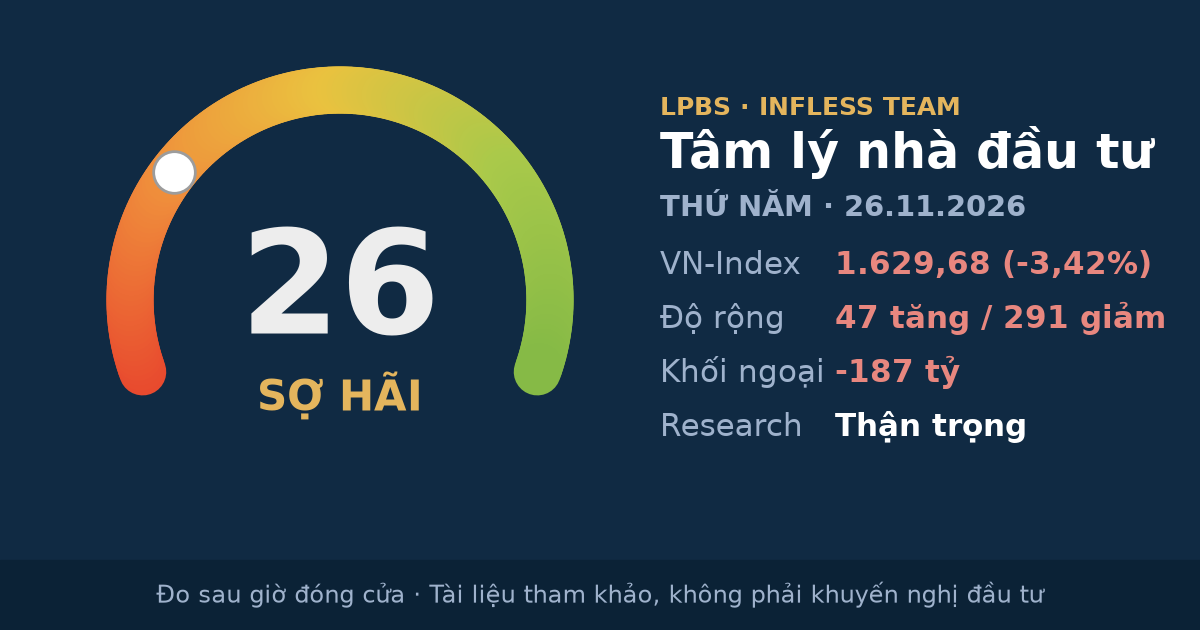 26
SỢ HÃI
LPBS · INFLESS TEAM
Tâm lý nhà đầu tư
THỨ NĂM · 26.11.2026
VN-Index 1.629,68 (-3,42%)
Độ rộng 47 tăng / 291 giảm
Khối ngoại -187 tỷ
Research Thận trọng
Đo sau giờ đóng cửa · Tài liệu tham khảo, không phải khuyến nghị đầu tư